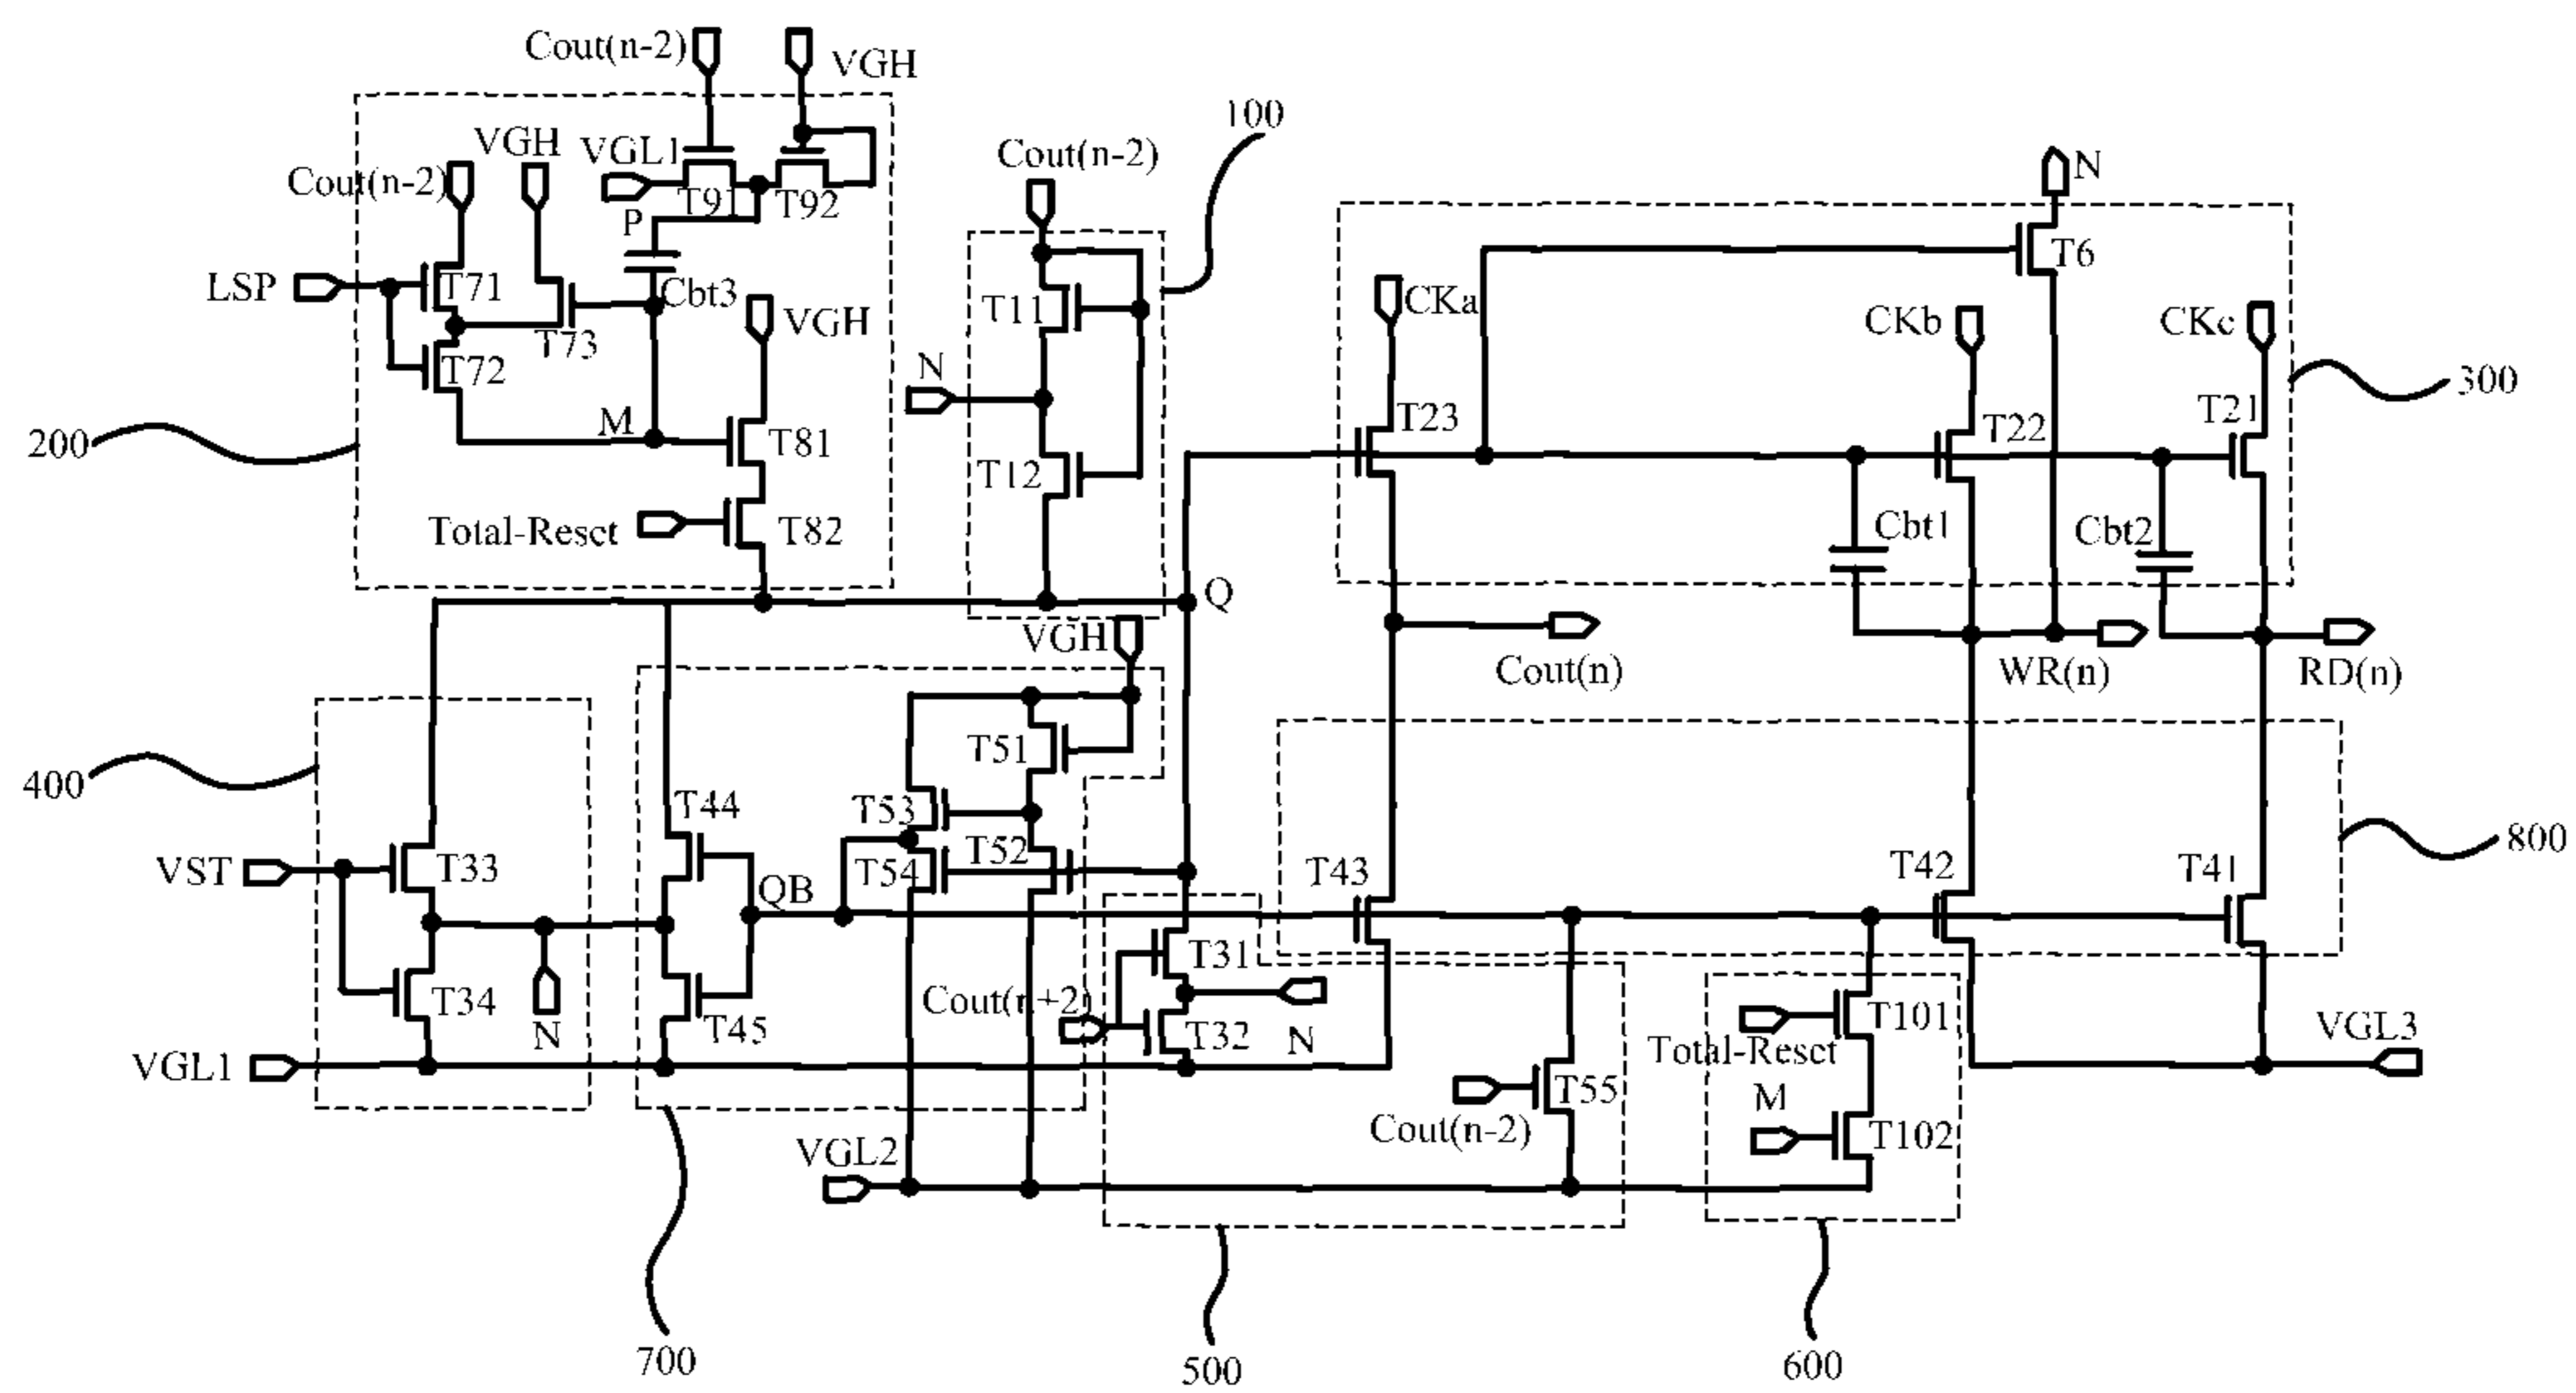 Cout(n-2)
VGH
100
VGH
VGL1
Cout(n-2)
N
Cout(n-2)
T91
T92
P
T6
LSP
T71
Cbt3
T11
CKa
CKb
CKc
VGH
T73
T72
N
300
T23
T22
T21
200
M
T81
T12
Total-Reset
T82
Cbt1
Cbt2
Q
VGH
Cout(n)
WR(n)
RD(n)
T51
400
T44
T53
T52
800
VST
T33
T54
T43
T42
T41
QB
T31
T34
Cout(n+2)
T45
N
T32
N
T101
VGL3
VGL1
Total-Reset
T55
M
Cout(n-2)
T102
VGL2
700
500
600